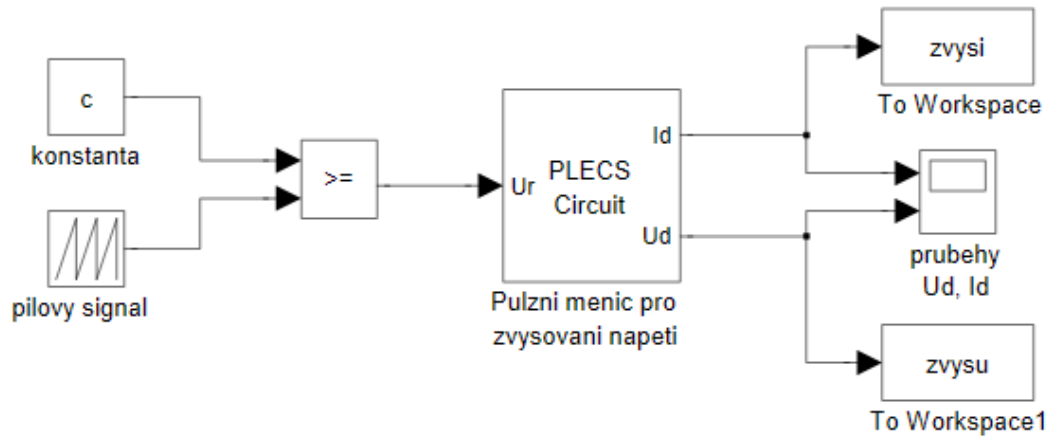 c
konstanta
pilovy signal
>=
Ur
PLECS
Circuit
Id
Ud
Pulzni menic pro
zvysovani napeti
zvysi
To Workspace
prubehy
Ud, Id
zvysu
To Workspace1